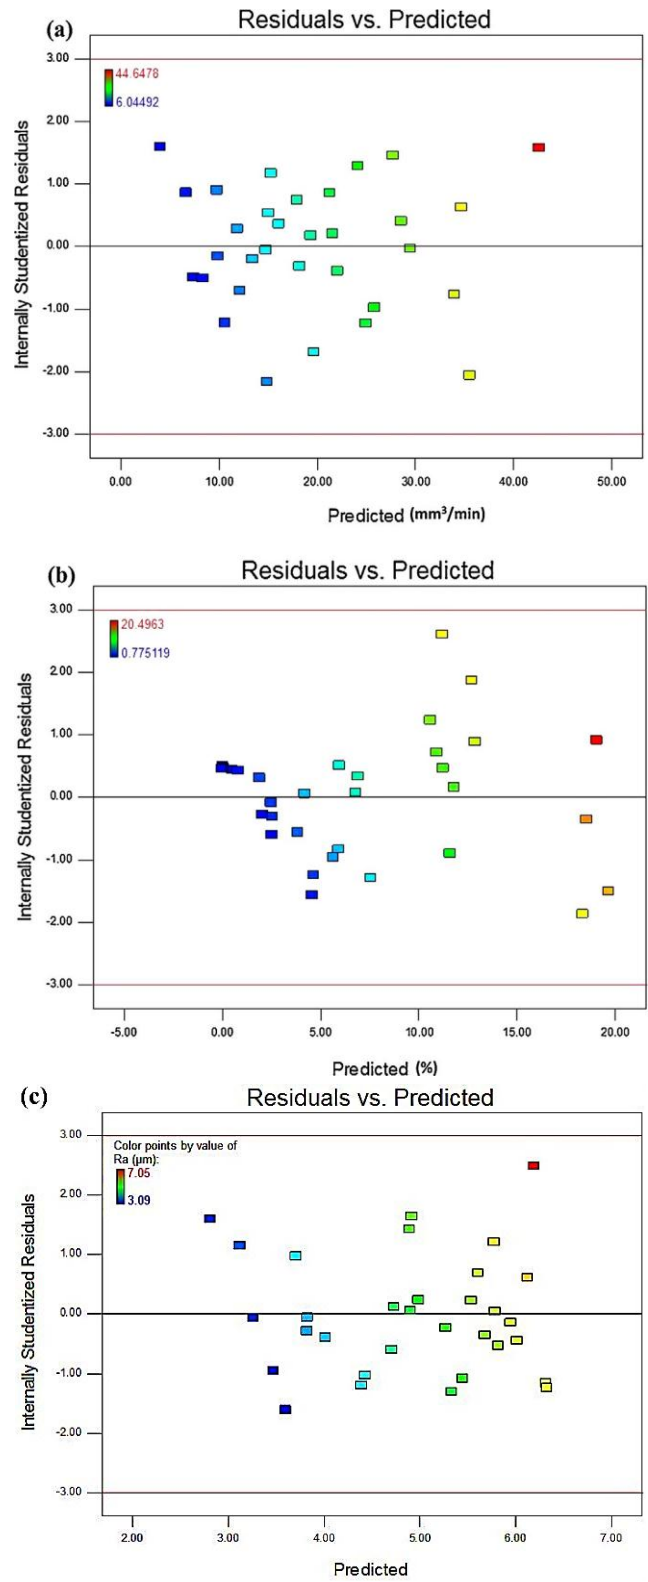 (a)
Residuals vs. Predicted
3.00
44.6478
6.04492
2.00
1.00
0.00
-1.00
-2.00
-3.00
Internally Studentized Residuals
0.00 10.00 20.00 30.00 40.00 50.00
Predicted (mm³/min)
(b)
Residuals vs. Predicted
3.00
20.4963
0.775119
2.00
1.00
0.00
-1.00
-2.00
-3.00
Internally Studentized Residuals
-5.00 0.00 5.00 10.00 15.00 20.00
Predicted (%)
(c)
Residuals vs. Predicted
3.00
Color points by value of
Ra (µm):
7.05
3.09
2.00
1.00
0.00
-1.00
-2.00
-3.00
Internally Studentized Residuals
2.00 3.00 4.00 5.00 6.00 7.00
Predicted